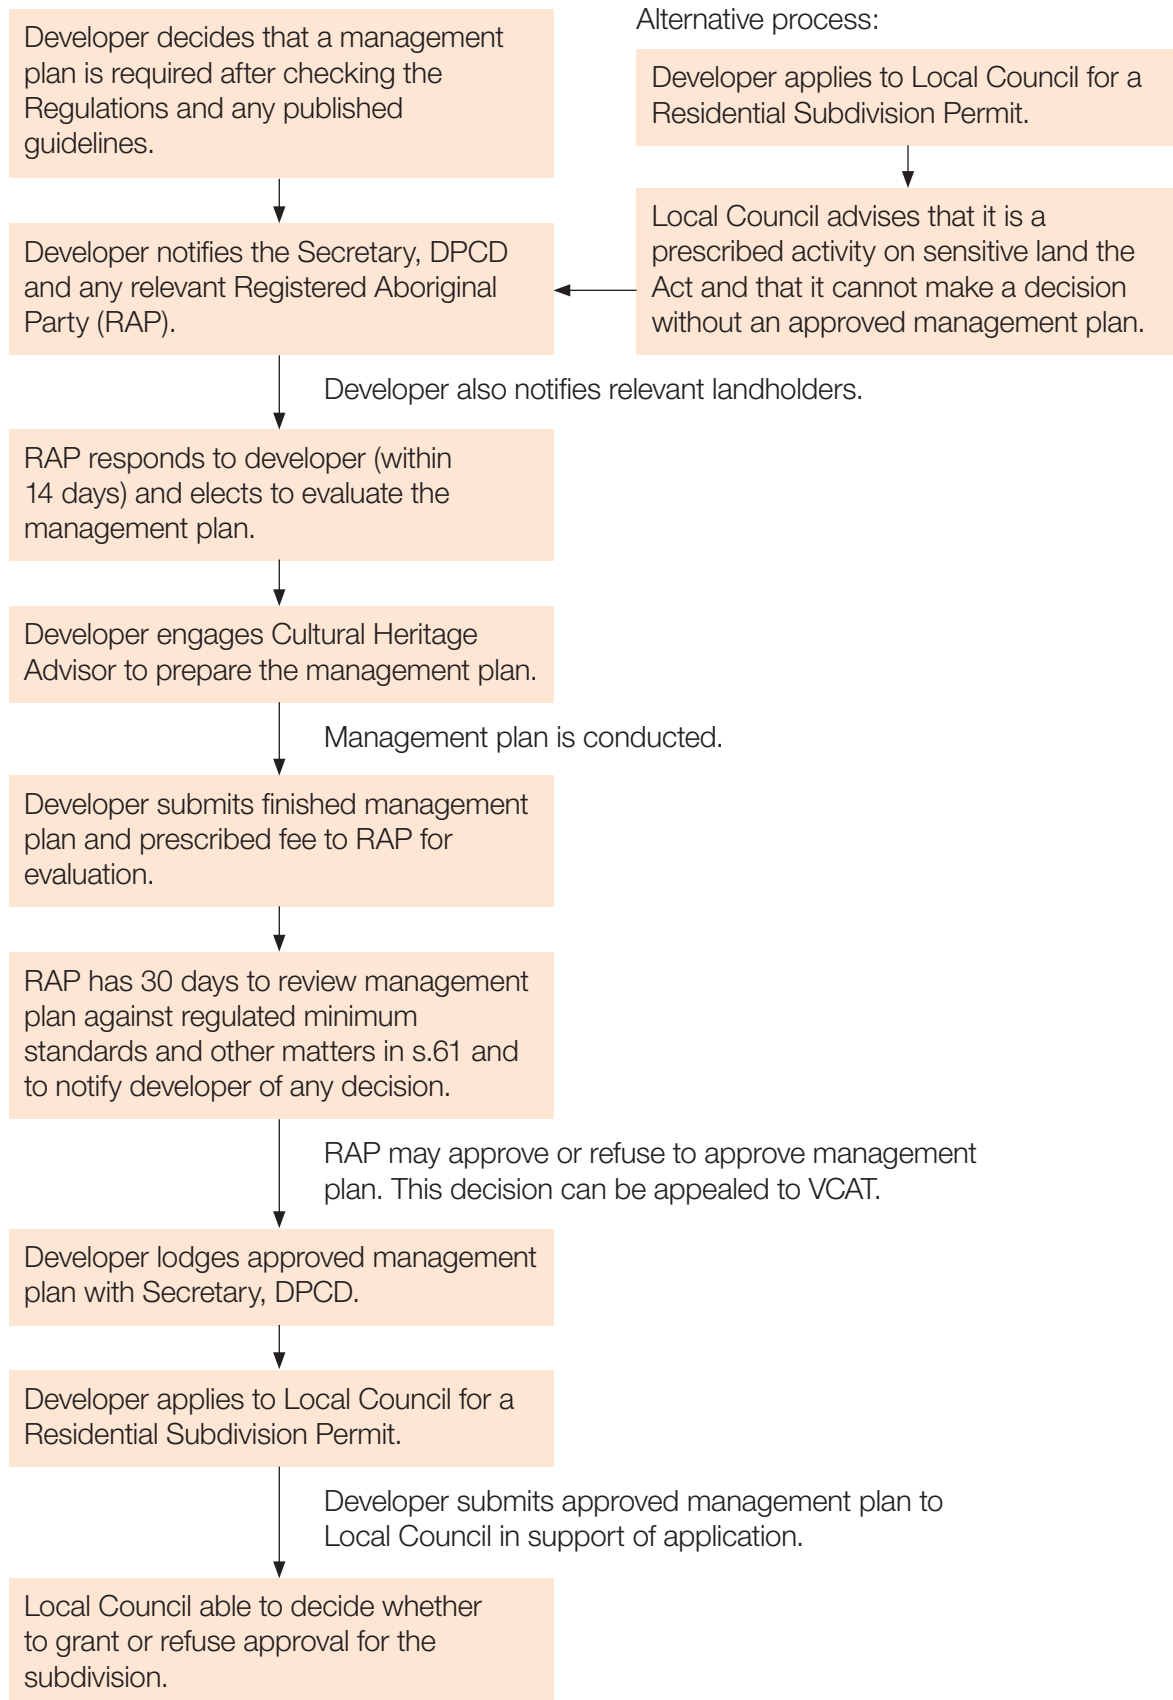 Developer decides that a management
plan is required after checking the
Regulations and any published
guidelines.
Alternative process:
Developer applies to Local Council for a
Residential Subdivision Permit.
Local Council advises that it is a
prescribed activity on sensitive land the
Act and that it cannot make a decision
without an approved management plan.
Developer notifies the Secretary, DPCD
and any relevant Registered Aboriginal
Party (RAP).
Developer also notifies relevant landholders.
RAP responds to developer (within
14 days) and elects to evaluate the
management plan.
Developer engages Cultural Heritage
Advisor to prepare the management plan.
Management plan is conducted.
Developer submits finished management
plan and prescribed fee to RAP for
evaluation.
RAP has 30 days to review management
plan against regulated minimum
standards and other matters in s.61 and
to notify developer of any decision.
RAP may approve or refuse to approve management
plan. This decision can be appealed to VCAT.
Developer lodges approved management
plan with Secretary, DPCD.
Developer applies to Local Council for a
Residential Subdivision Permit.
Developer submits approved management plan to
Local Council in support of application.
Local Council able to decide whether
to grant or refuse approval for the
subdivision.